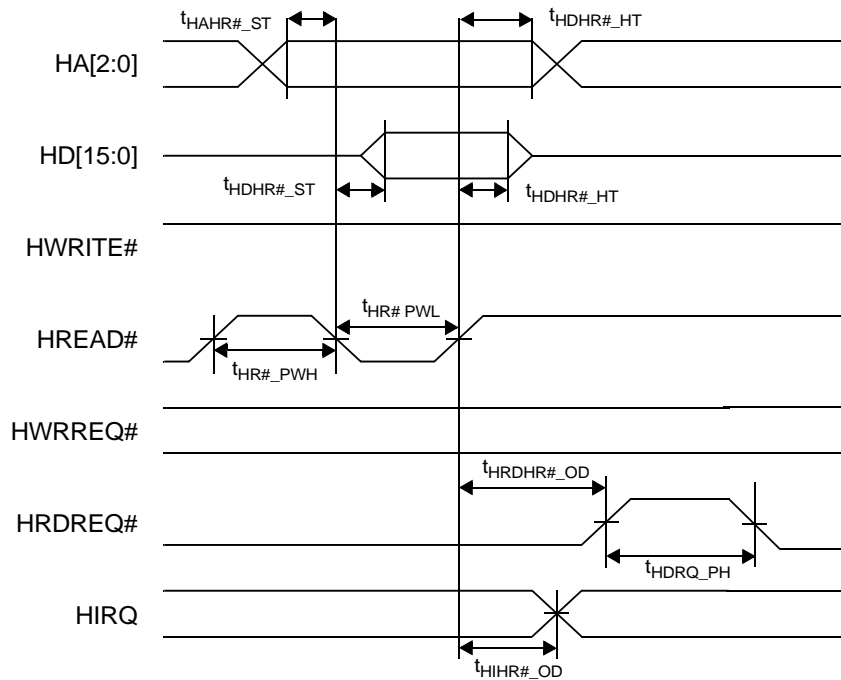 tHAHR#_ST
tHDHR#_HT
HA[2:0]
HD[15:0]
tHDHR#_ST
tHDHR#_HT
HWRITE#
tHR# PWL
HREAD#
tHR#_PWH
HWRREQ#
tHRDHR#_OD
HRDREQ#
tHDRQ_PH
HIRQ
tHIHR#_OD